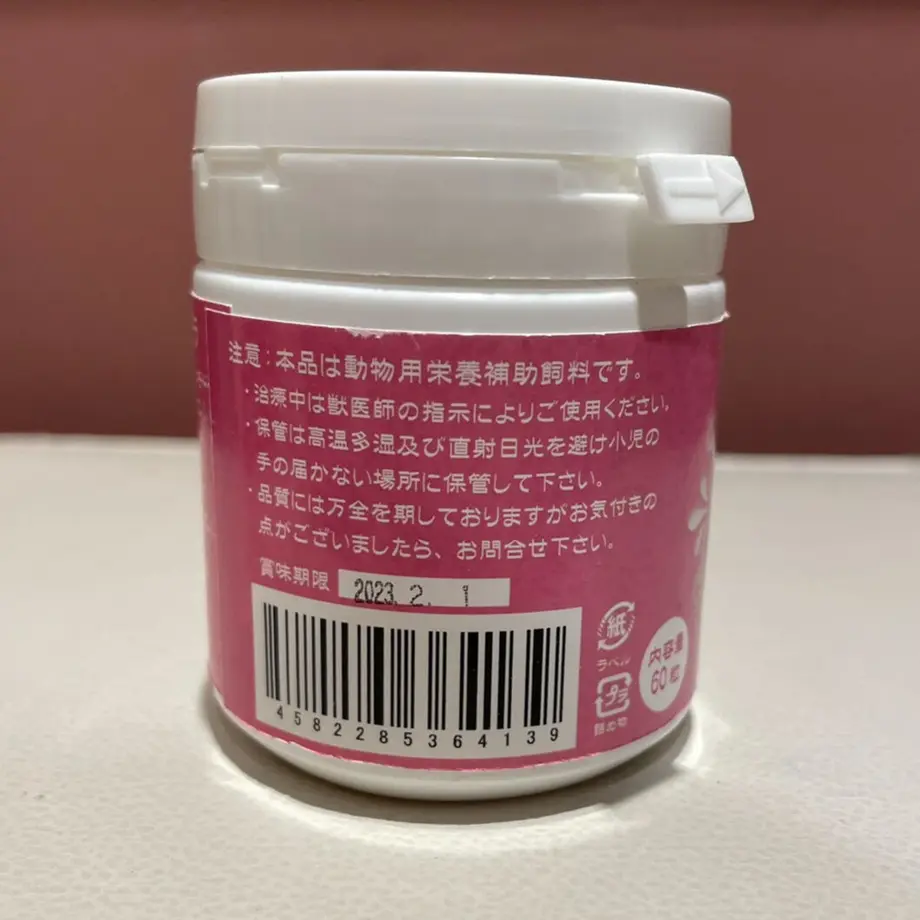 注意：本品は動物用栄養補助飼料です。
・治療中は獣医師の指示によりご使用ください。
・保管は高温多湿及び直射日光を避け小児の
手の届かない場所に保管して下さい。
・品質には万全を期しておりますがお気付きの
点がございましたら、お問合せ下さい。
賞味期限 2023. 2. 1
4582285364139
紙
ラベル
プラ
詰め物
内容量
60粒